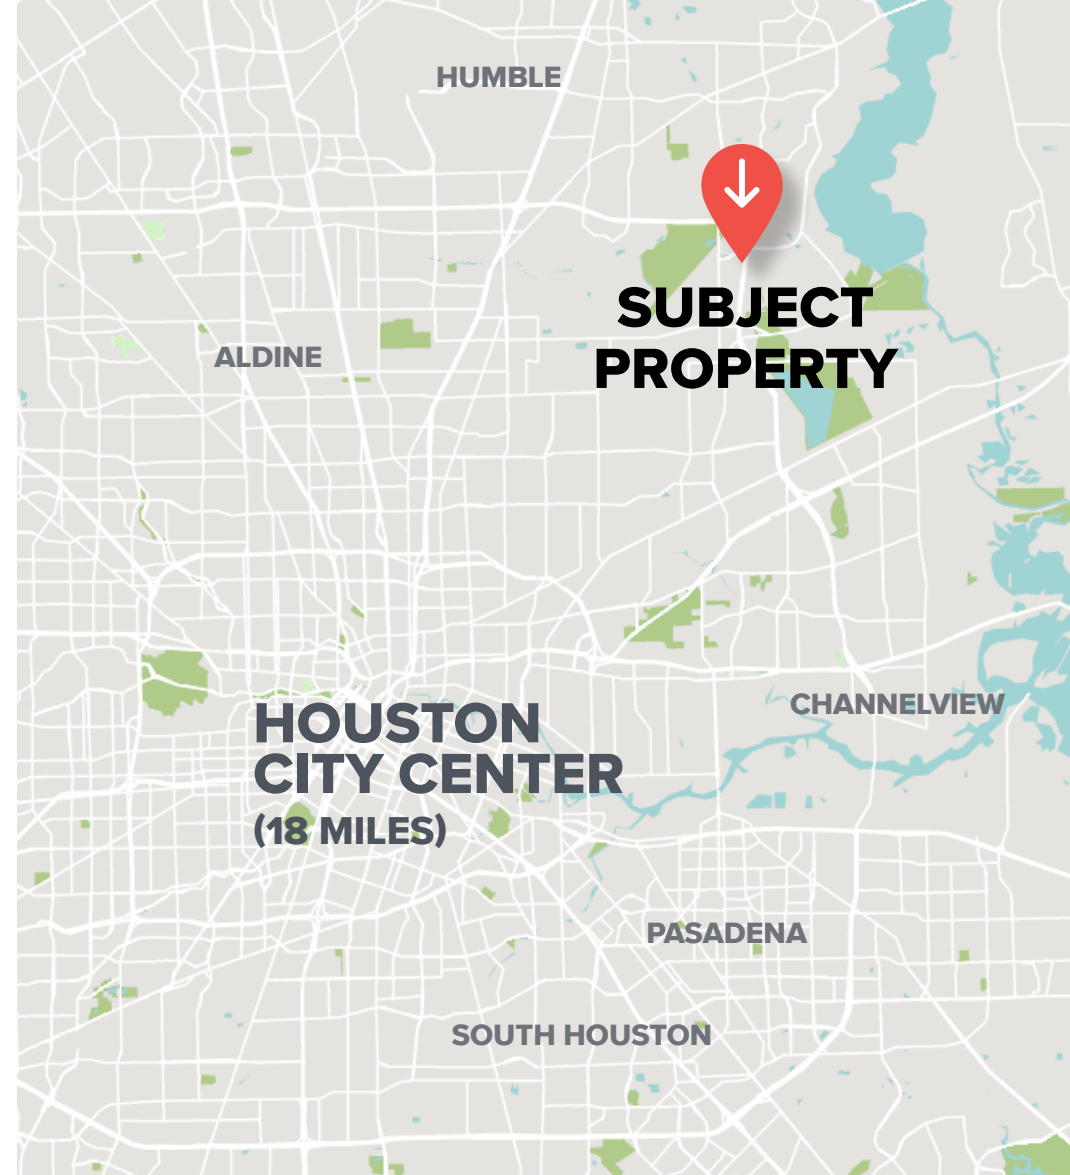 HUMBLE
SUBJECT
PROPERTY
ALDINE
CHANNELVIEW
HOUSTON
CITY CENTER
(18 MILES)
PASADENA
SOUTH HOUSTON